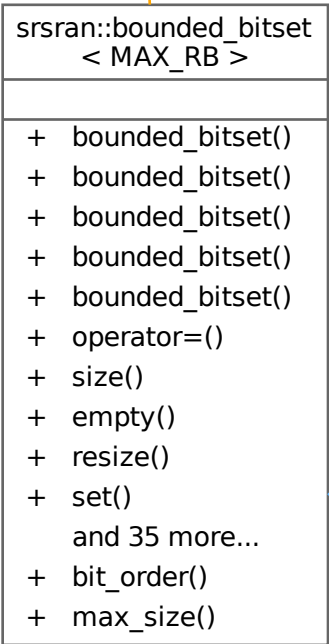 srsran::bounded_bitset
< MAX_RB >
+ bounded_bitset()
+ bounded_bitset()
+ bounded_bitset()
+ bounded_bitset()
+ bounded_bitset()
+ operator=()
+ size()
+ empty()
+ resize()
+ set()
and 35 more...
+ bit_order()
+ max_size()